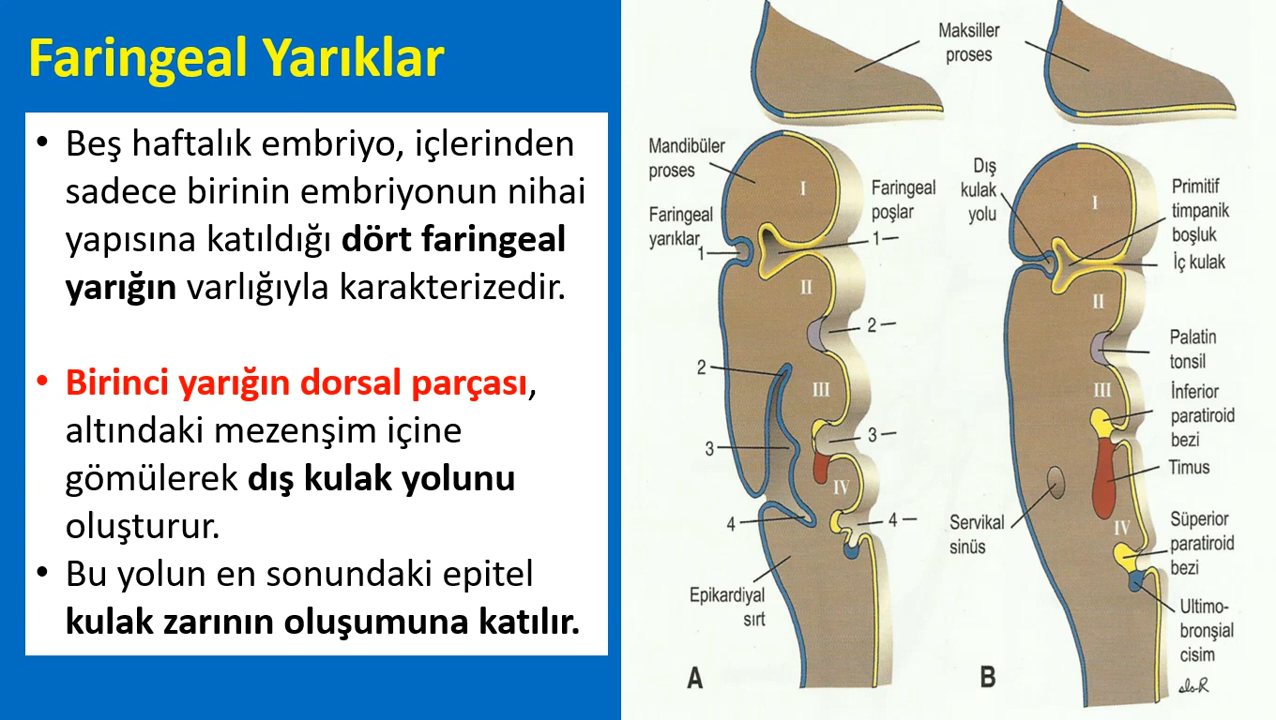 Faringeal Yarıklar
• Beş haftalık embriyo, içlerinden
sadece birinin embriyonun nihai
yapısına katıldığı dört faringeal
yarığın varlığıyla karakterizedir.
• Birinci yarığın dorsal parçası,
altındaki mezenşim içine
gömülerek dış kulak yolunu
oluşturur.
• Bu yolun en sonundaki epitel
kulak zarının oluşumuna katılır.
Maksiller
proses
Mandibüler
proses
I
Faringeal
poşlar
Faringeal
yarıklar
1
1
II
2
2
III
3
3
IV
4
4
Epikardiyal
sırt
A
Dış
kulak
yolu
I
Primitif
timpanik
boşluk
İç kulak
II
Palatin
tonsil
III
İnferior
paratiroid
bezi
Timus
Servikal
sinüs
IV
Süperior
paratiroid
bezi
Ultimo-
bronşial
cisim
B